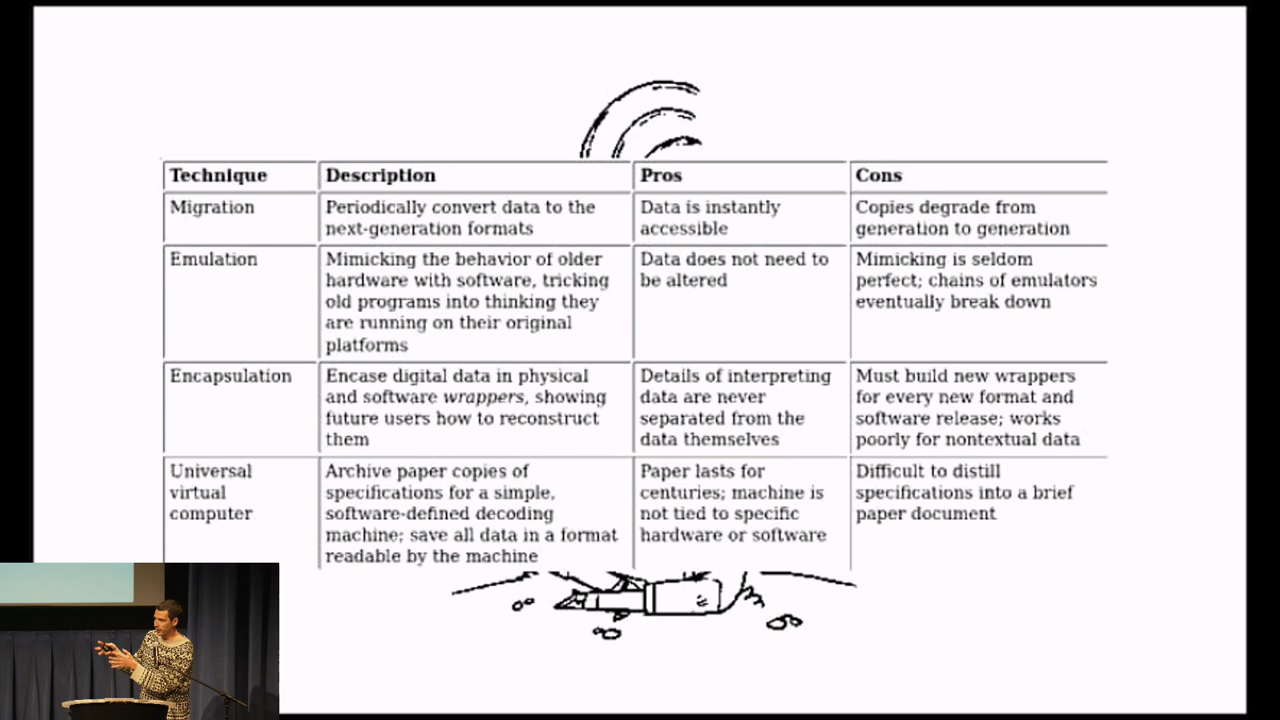 Technique Description Pros Cons
Migration
Periodically convert data to the
next-generation formats
Data is instantly
accessible
Copies degrade from
generation to generation
Emulation
Mimicking the behavior of older
hardware with software, tricking
old programs into thinking they
are running on their original
platforms
Data does not need to
be altered
Mimicking is seldom
perfect; chains of emulators
eventually break down
Encapsulation
Encase digital data in physical
and software wrappers, showing
future users how to reconstruct
them
Details of interpreting
data are never
separated from the
data themselves
Must build new wrappers
for every new format and
software release; works
poorly for nontextual data
Universal
virtual
computer
Archive paper copies of
specifications for a simple,
software-defined decoding
machine; save all data in a format
readable by the machine
Paper lasts for
centuries; machine is
not tied to specific
hardware or software
Difficult to distill
specifications into a brief
paper document